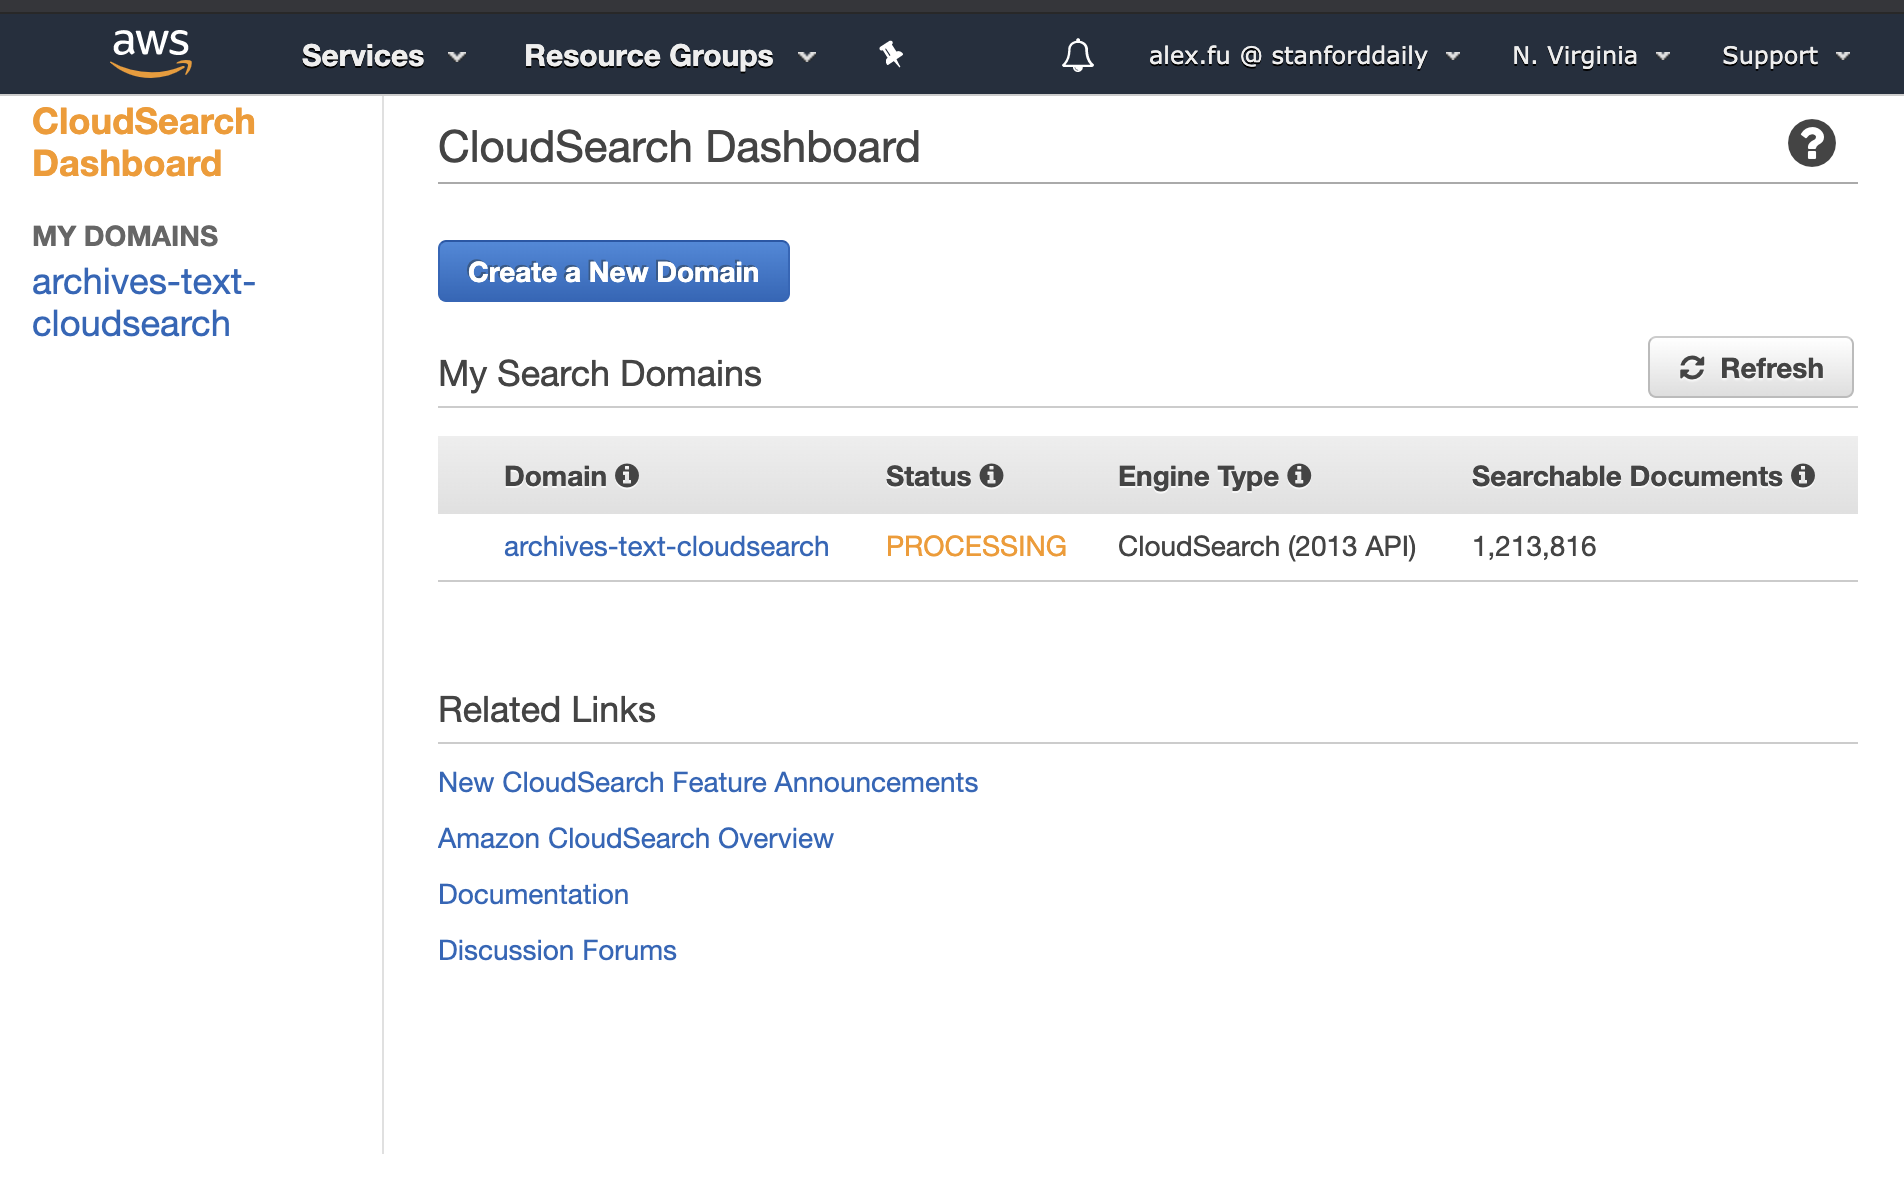 aws Services Resource Groups alex.fu @ stanforddaily N. Virginia Support
CloudSearch
Dashboard
MY DOMAINS
archives-text-
cloudsearch
CloudSearch Dashboard
Create a New Domain
My Search Domains Refresh
Domain Status Engine Type Searchable Documents
archives-text-cloudsearch PROCESSING CloudSearch (2013 API) 1,213,816
Related Links
New CloudSearch Feature Announcements
Amazon CloudSearch Overview
Documentation
Discussion Forums